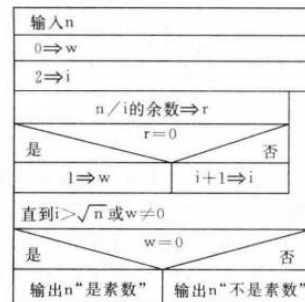 输入n
0⇒w
2⇒i
n/i的余数⇒r
r=0
是 否
1⇒w i+1⇒i
直到i>√n或w≠0
w=0
是 否
输出n“是素数” 输出n“不是素数”